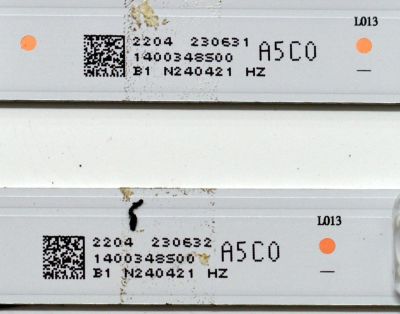 L013
2204 230631 A5C0
1400348S00
B1 N240421 HZ
L013
2204 230632 A5C0
1400348S00
B1 N240421 HZ